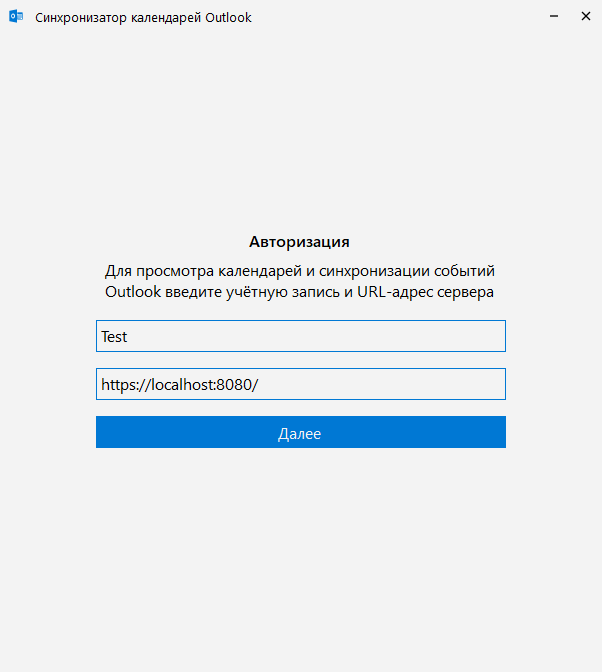 Синхронизатор календарей Outlook
Авторизация
Для просмотра календарей и синхронизации событий
Outlook введите учётную запись и URL-адрес сервера
Test
https://localhost:8080/
Далее